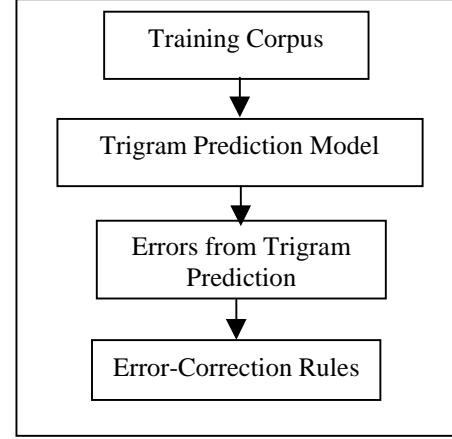 Training Corpus
Trigram Prediction Model
Errors from Trigram
Prediction
Error-Correction Rules